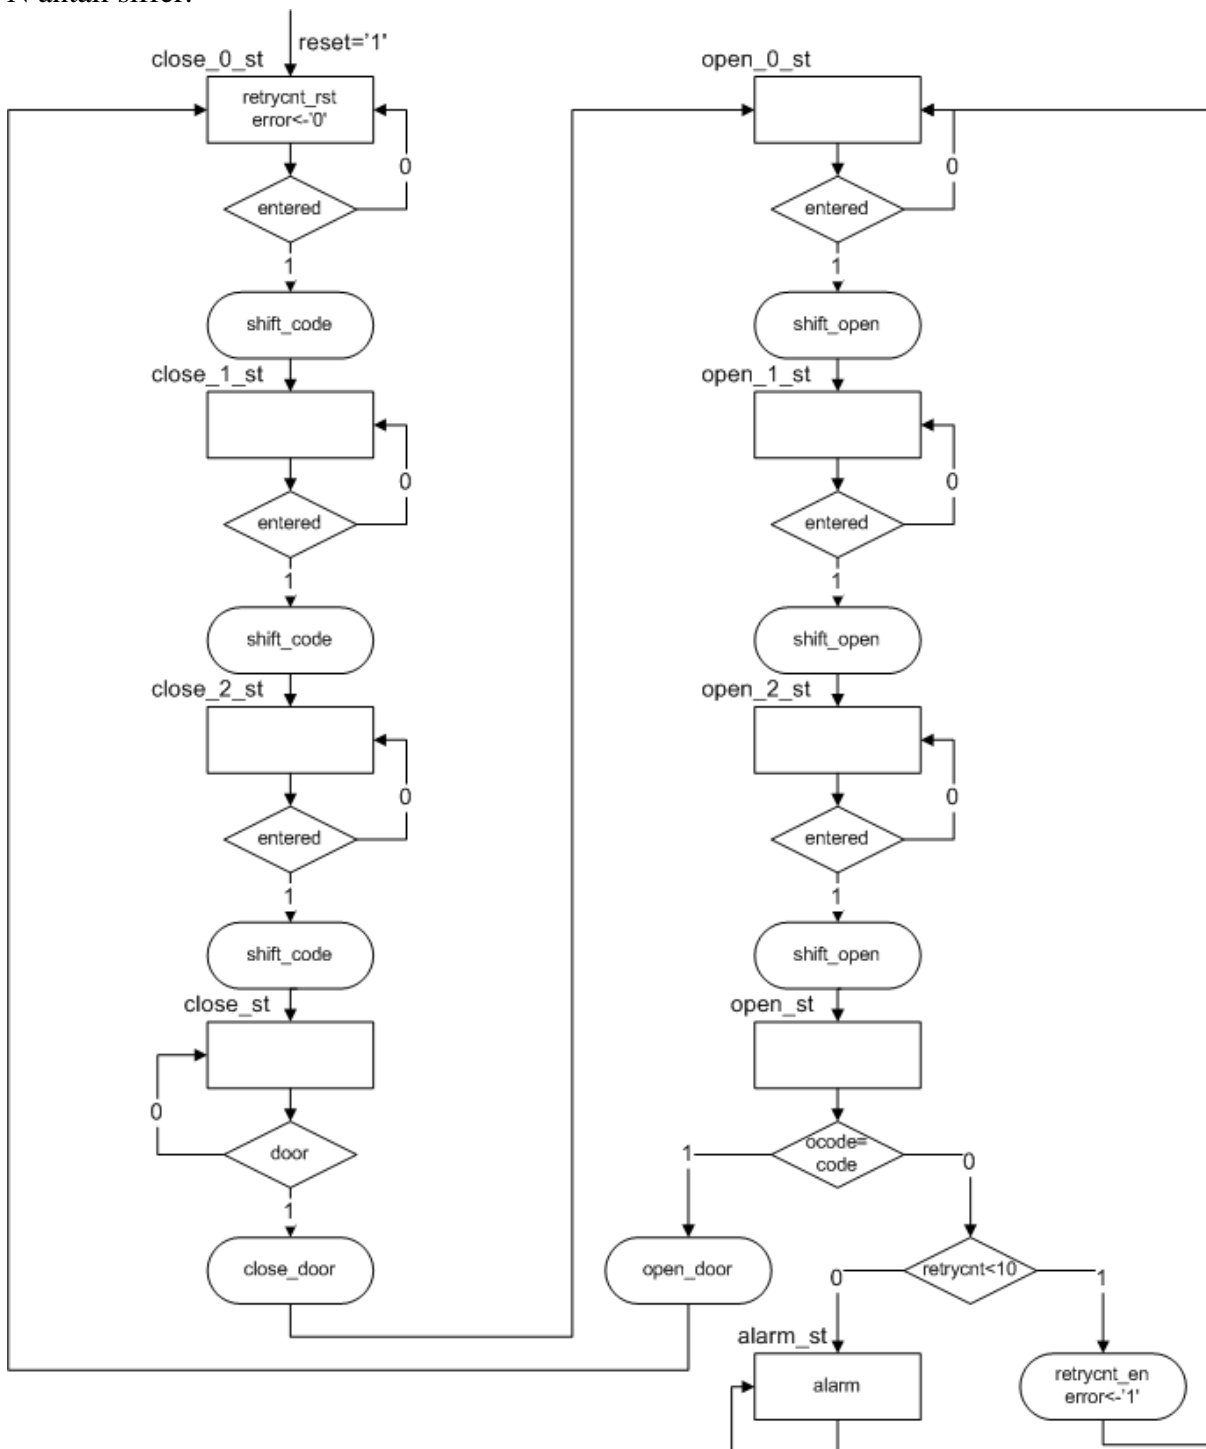 N antall siffer.
reset='1'
close_0_st
retrycnt_rst
error<-'0'
0
entered
1
shift_code
close_1_st
0
entered
1
shift_code
close_2_st
0
entered
1
shift_code
close_st
0
door
1
close_door
open_0_st
0
entered
1
shift_open
open_1_st
0
entered
1
shift_open
open_2_st
0
entered
1
shift_open
open_st
ocode=
code
1
0
open_door
retrycnt<10
0
1
alarm_st
alarm
retrycnt_en
error<-'1'